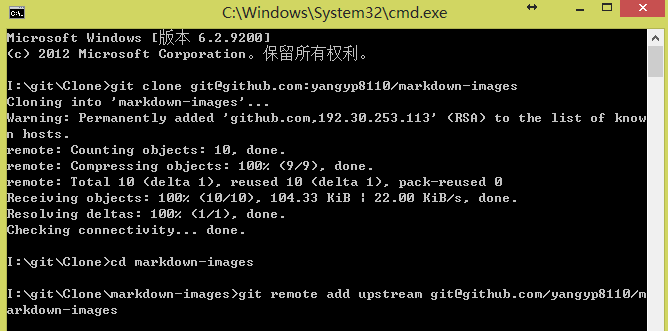 C:\Windows\System32\cmd.exe
Microsoft Windows [版本 6.2.9200]
(c) 2012 Microsoft Corporation。保留所有权利。
I:\git\Clone>git clone git@github.com:yangyp8110/markdown-images
Cloning into 'markdown-images'...
Warning: Permanently added 'github.com,192.30.253.113' (RSA) to the list of know
n hosts.
remote: Counting objects: 10, done.
remote: Compressing objects: 100% (9/9), done.
remote: Total 10 (delta 1), reused 10 (delta 1), pack-reused 0
Receiving objects: 100% (10/10), 104.33 KiB | 22.00 KiB/s, done.
Resolving deltas: 100% (1/1), done.
Checking connectivity... done.
I:\git\Clone>cd markdown-images
I:\git\Clone\markdown-images>git remote add upstream git@github.com/yangyp8110/m
arkdown-images